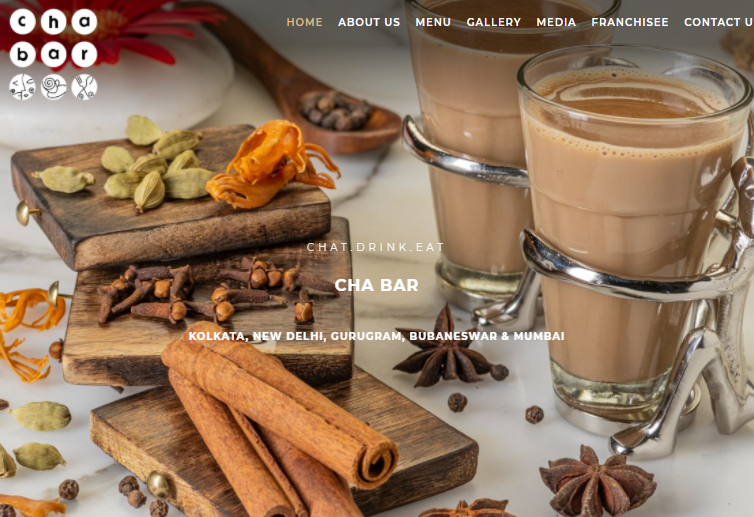 cha
bar
HOME ABOUT US MENU GALLERY MEDIA FRANCHISEE CONTACT U
CHAT.DRINK.EAT
CHA BAR
KOLKATA, NEW DELHI, GURUGRAM, BUBANESWAR & MUMBAI